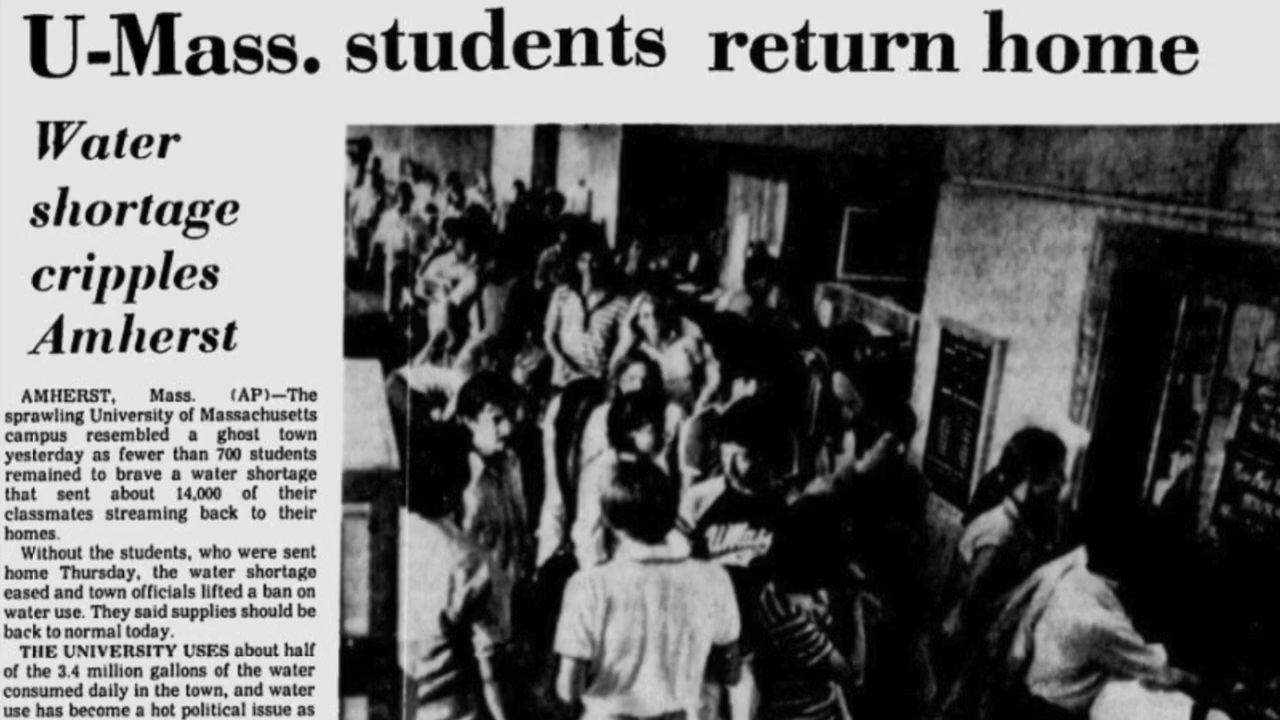 U-Mass. students return home
Water
shortage
cripples
Amherst
AMHERST, Mass. (AP)—The
sprawling University of Massachusetts
campus resembled a ghost town
yesterday as fewer than 700 students
remained to brave a water shortage
that sent about 14,000 of their
classmates streaming back to their
homes.
Without the students, who were sent
home Thursday, the water shortage
eased and town officials lifted a ban on
water use. They said supplies should be
back to normal today.
THE UNIVERSITY USES about half
of the 3.4 million gallons of the water
consumed daily in the town, and water
use has become a hot political issue as
UMass